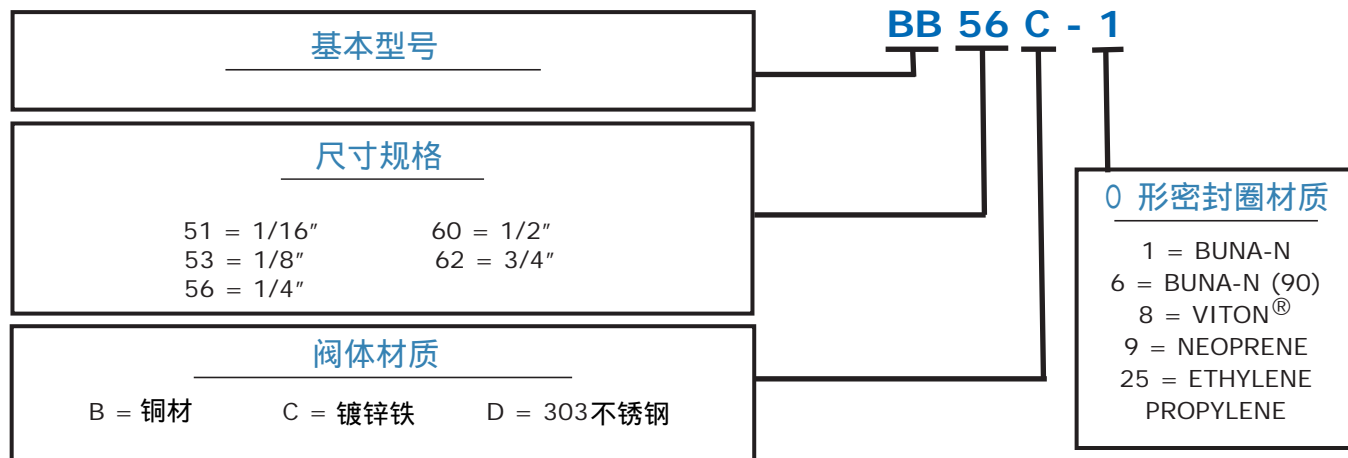 BB 56 C - 1
基本型号
尺寸规格
51 = 1/16" 60 = 1/2"
53 = 1/8" 62 = 3/4"
56 = 1/4"
阀体材质
B = 铜材 C = 镀锌铁 D = 303不锈钢
O 形密封圈材质
1 = BUNA-N
6 = BUNA-N (90)
8 = VITON®
9 = NEOPRENE
25 = ETHYLENE
PROPYLENE